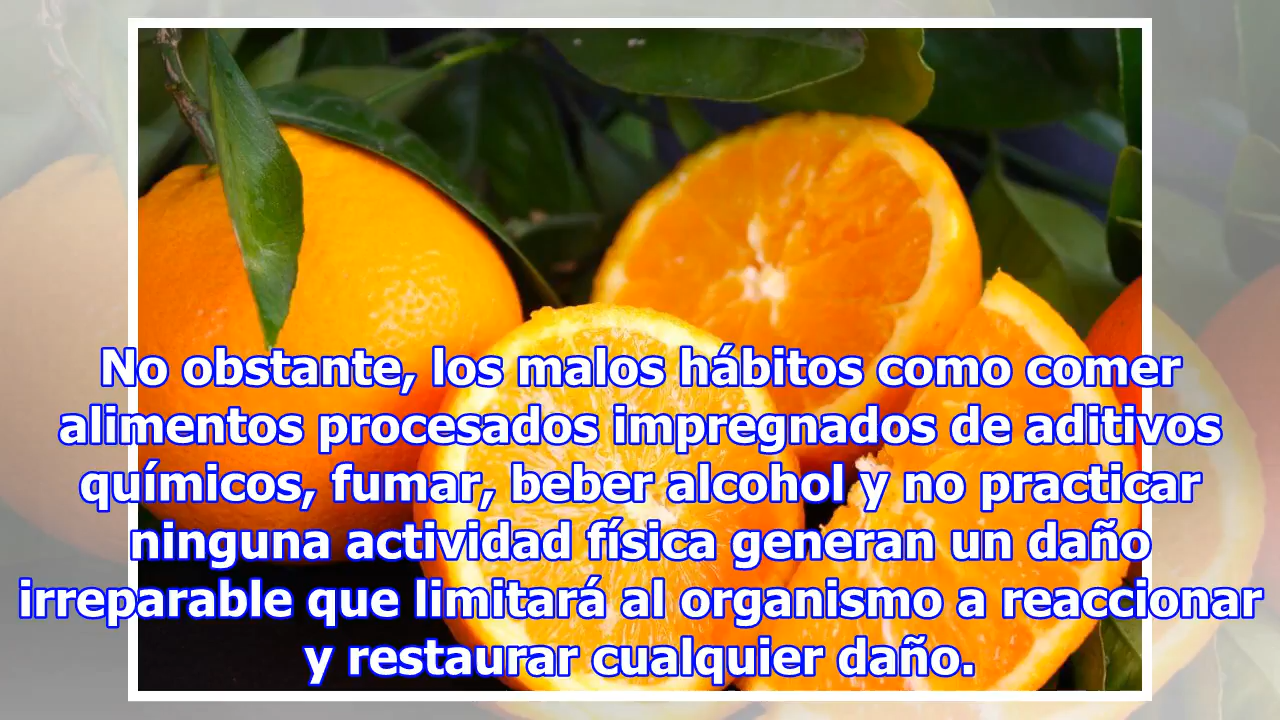 No obstante, los malos hábitos como comer
alimentos procesados impregnados de aditivos
químicos, fumar, beber alcohol y no practicar
ninguna actividad física generan un daño
irreparable que limitará al organismo a reaccionar
y restaurar cualquier daño.